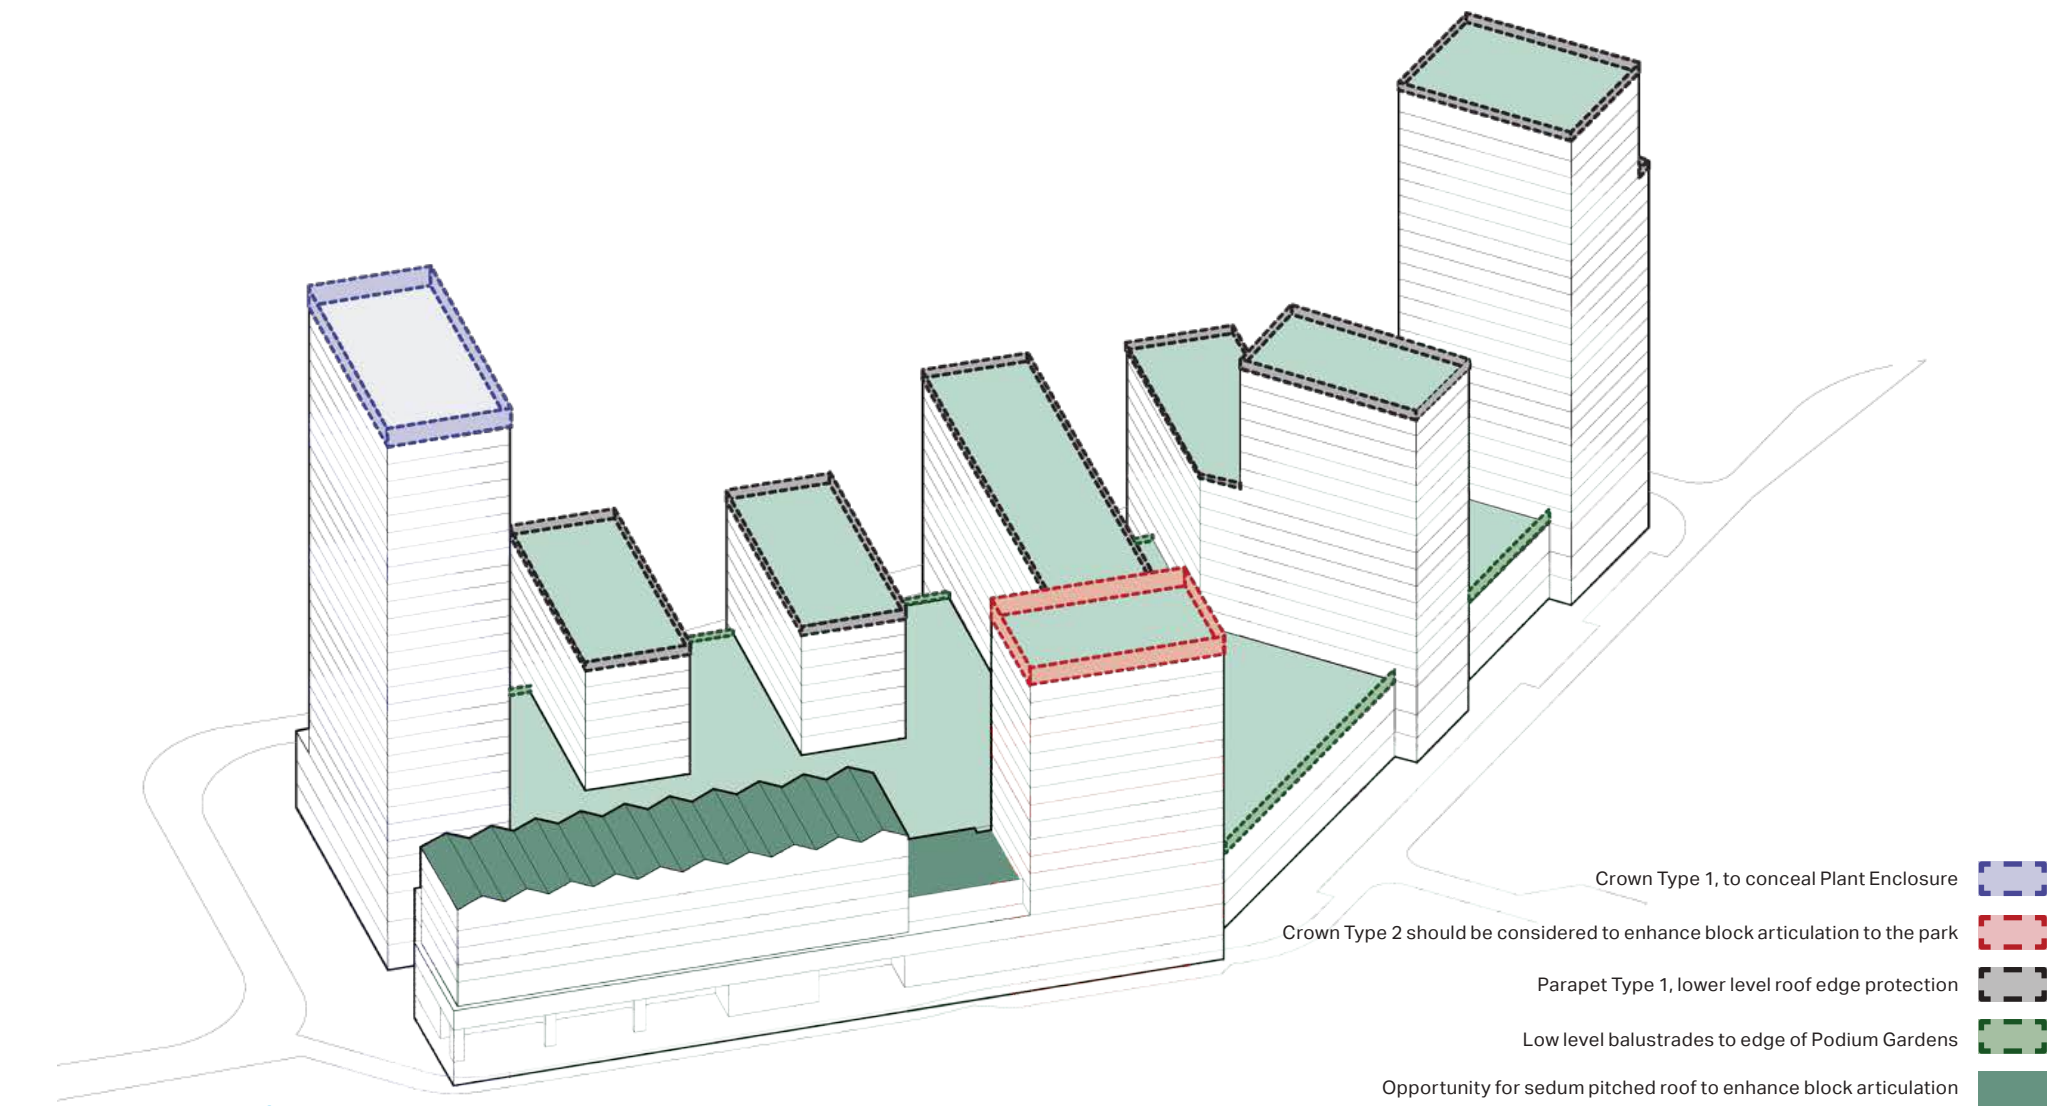 Crown Type 1, to conceal Plant Enclosure
Crown Type 2 should be considered to enhance block articulation to the park
Parapet Type 1, lower level roof edge protection
Low level balustrades to edge of Podium Gardens
Opportunity for sedum pitched roof to enhance block articulation